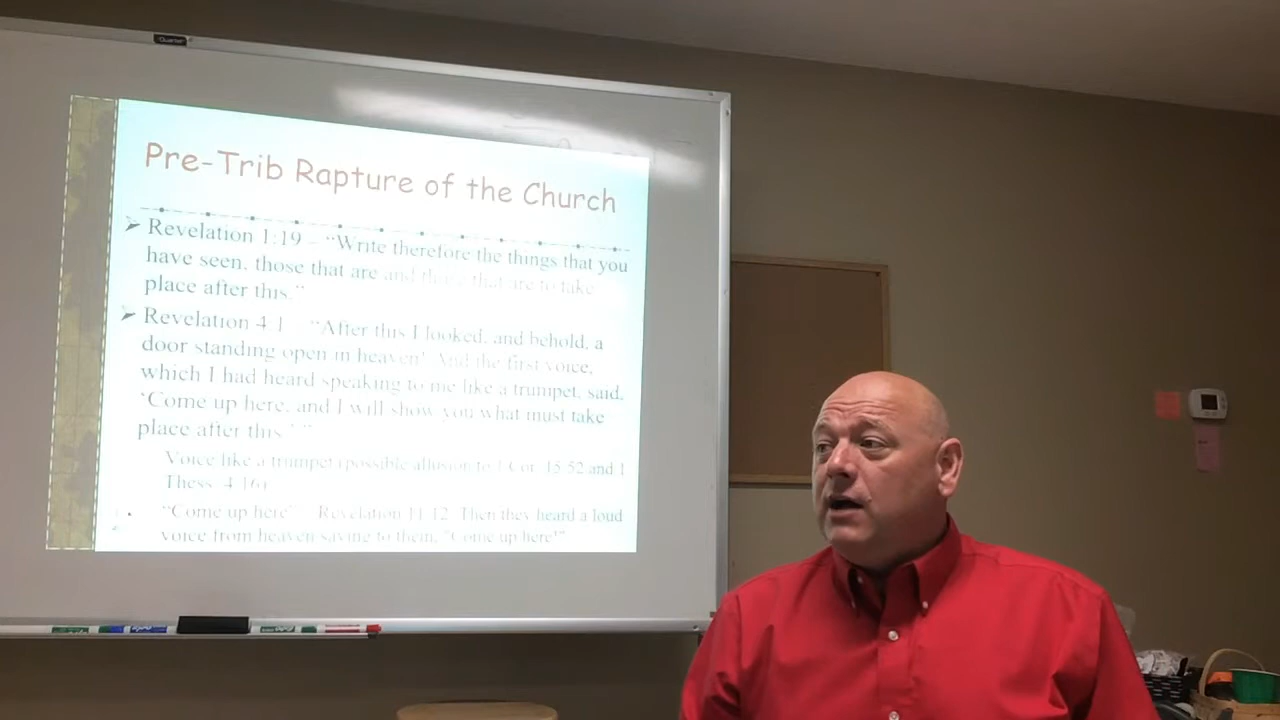 Quartet
Pre-Trib Rapture of the Church
Revelation 1:19 – “Write therefore the things that you
have seen, those that are and those that are to take
place after this.”
Revelation 4:1 – “After this I looked, and behold, a
door standing open in heaven! And the first voice,
which I had heard speaking to me like a trumpet, said,
‘Come up here, and I will show you what must take
place after this.’ ”
Voice like a trumpet (possible allusion to 1 Cor. 15:52 and 1
Thess. 4:16)
“Come up here” – Revelation 11:12 Then they heard a loud
voice from heaven saying to them, "Come up here!"